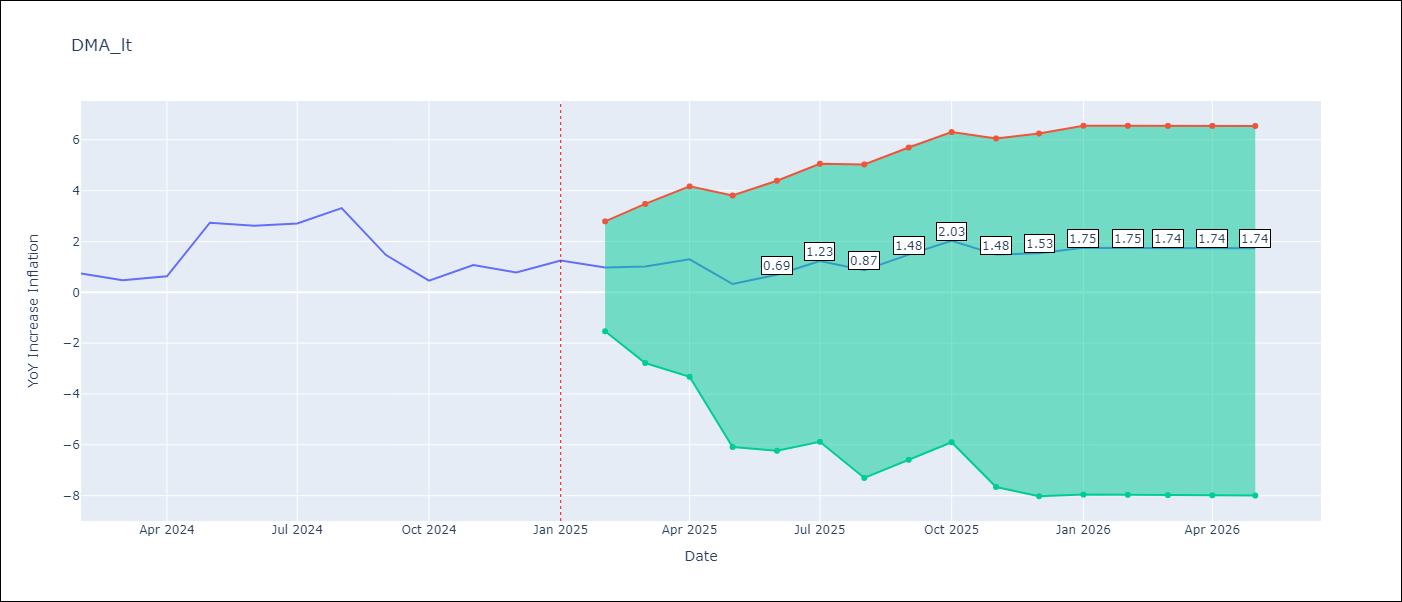 DMA_lt
YoY Increase Inflation
6
4
2
0
−2
−4
−6
−8
0.69
1.23
0.87
1.48
2.03
1.48
1.53
1.75
1.75
1.74
1.74
1.74
Apr 2024
Jul 2024
Oct 2024
Jan 2025
Apr 2025
Jul 2025
Oct 2025
Jan 2026
Apr 2026
Date